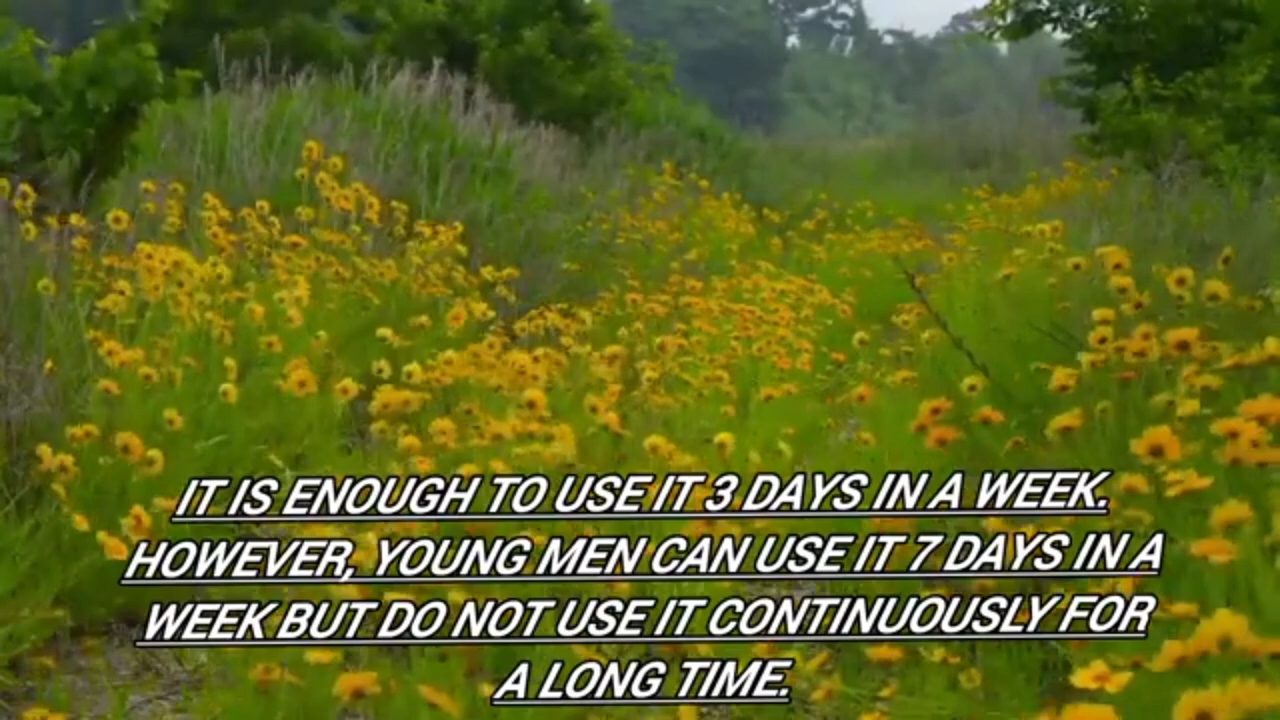 IT IS ENOUGH TO USE IT 3 DAYS IN A WEEK.
HOWEVER, YOUNG MEN CAN USE IT 7 DAYS IN A
WEEK BUT DO NOT USE IT CONTINUOUSLY FOR
A LONG TIME.